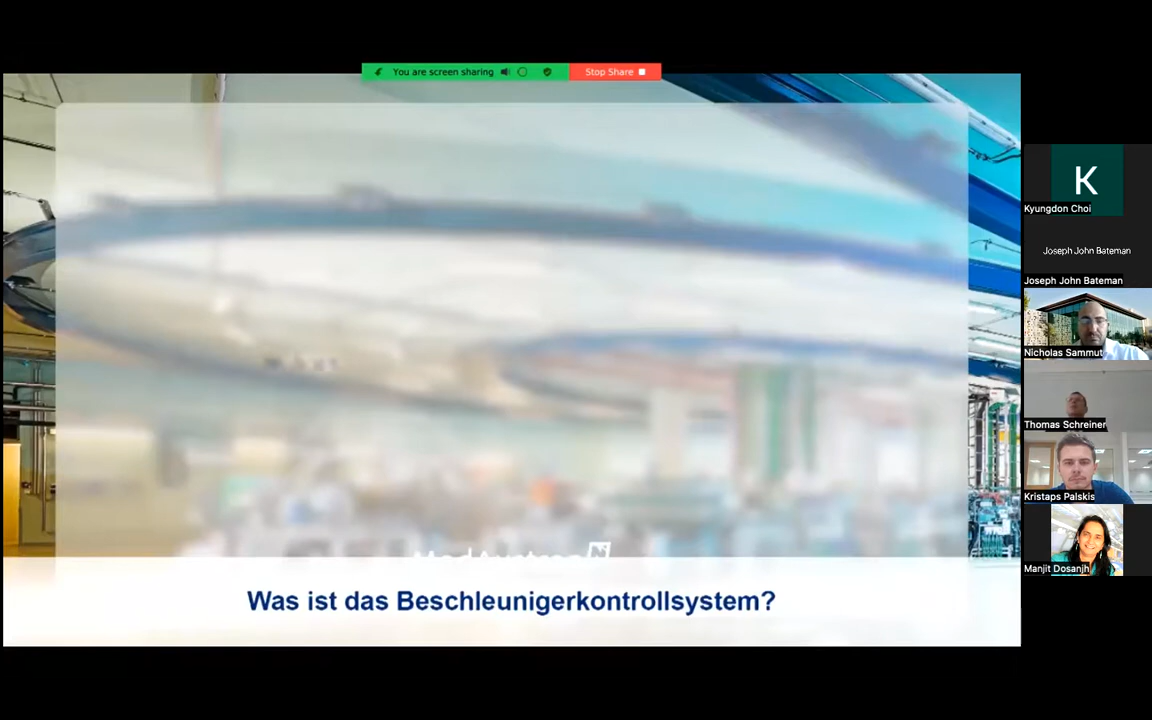 You are screen sharing
Stop Share
K
Kyungdon Choi
Joseph John Bateman
Joseph John Bateman
Nicholas Sammut
Thomas Schreiner
Kristaps Palskis
Manjit Dosanjh
MedAustron
Was ist das Beschleunigerkontrollsystem?